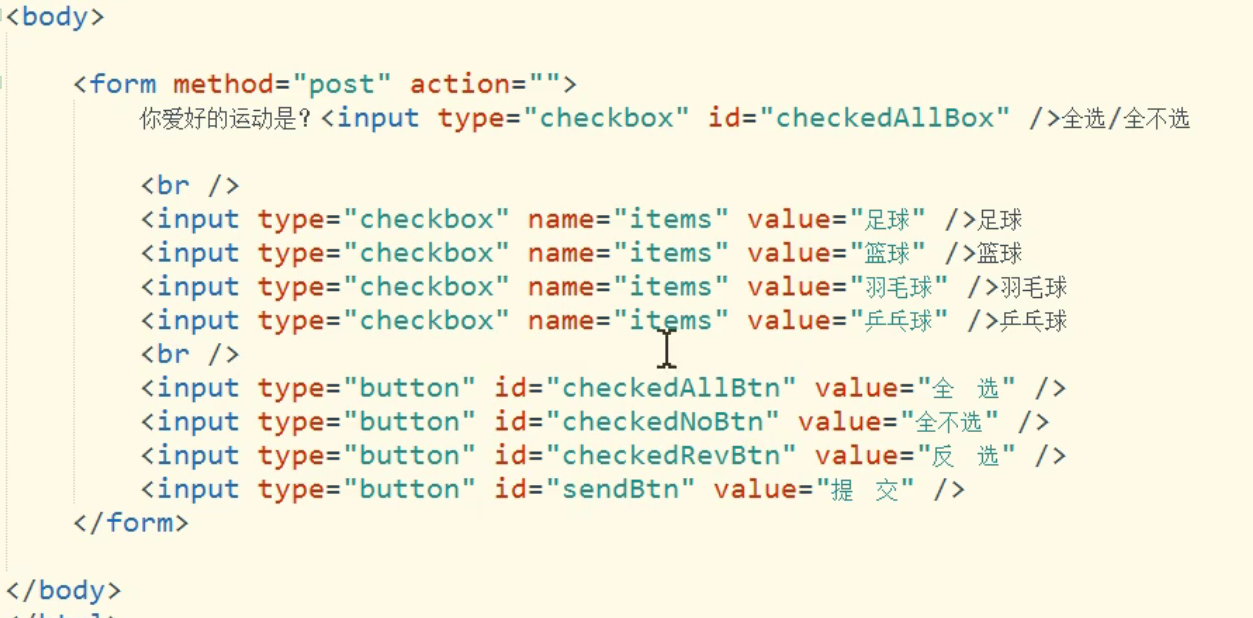 <body>
<form method="post" action="">
你爱好的运动是?<input type="checkbox" id="checkedAllBox" />全选/全不选
<br />
<input type="checkbox" name="items" value="足球" />足球
<input type="checkbox" name="items" value="篮球" />篮球
<input type="checkbox" name="items" value="羽毛球" />羽毛球
<input type="checkbox" name="items" value="乒乓球" />乒乓球
<br />
<input type="button" id="checkedAllBtn" value="全　选" />
<input type="button" id="checkedNoBtn" value="全不选" />
<input type="button" id="checkedRevBtn" value="反　选" />
<input type="button" id="sendBtn" value="提　交" />
</form>
</body>